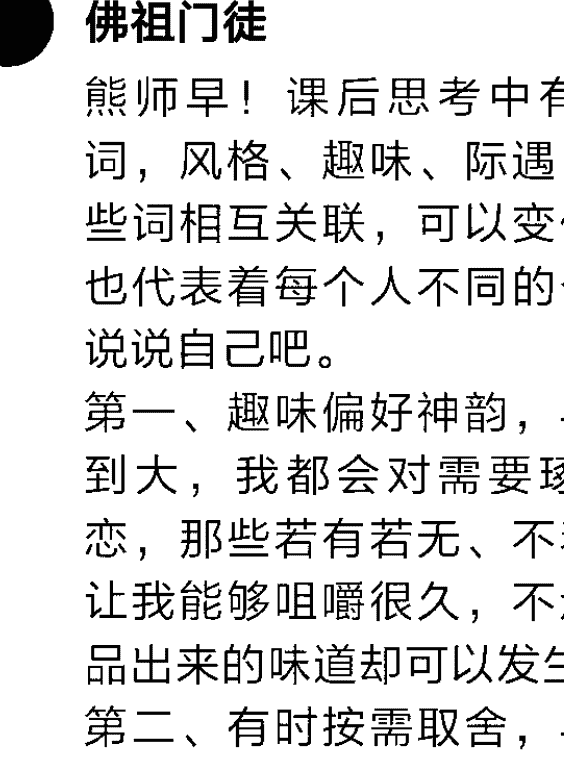 佛祖门徒
熊师早！课后思考中有
词，风格、趣味、际遇
些词相互关联，可以变
也代表着每个人不同的
说说自己吧。
第一、趣味偏好神韵，
到大，我都会对需要琢
恋，那些若有若无、不
让我能够咀嚼很久，不
品出来的味道却可以发生
第二、有时按需取舍，